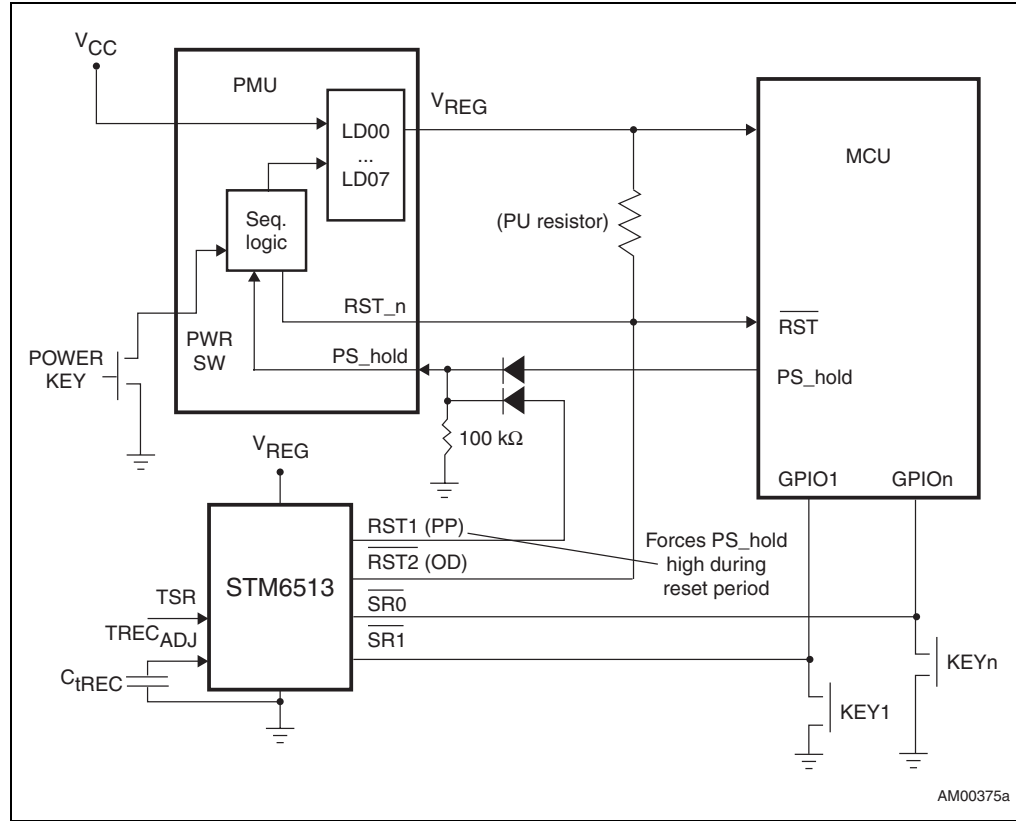 VCC
PMU
VREG
LD00
...
LD07
MCU
Seq.
logic
(PU resistor)
RST_n
RST
PWR
SW
PS_hold
PS_hold
POWER
KEY
100 kΩ
VREG
GPIO1
GPIOn
RST1 (PP)
Forces PS_hold
high during
reset period
RST2 (OD)
STM6513
TSR
SR0
TRECADJ
SR1
CtREC
KEYn
KEY1
AM00375a